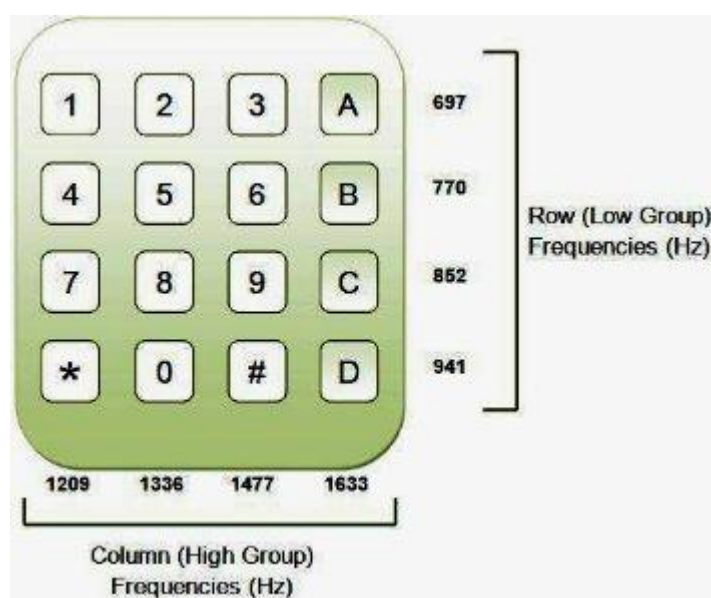 1 2 3 A 697
4 5 6 B 770
Row (Low Group)
Frequencies (Hz)
7 8 9 C 852
* 0 # D 941
1209 1336 1477 1633
Column (High Group)
Frequencies (Hz)